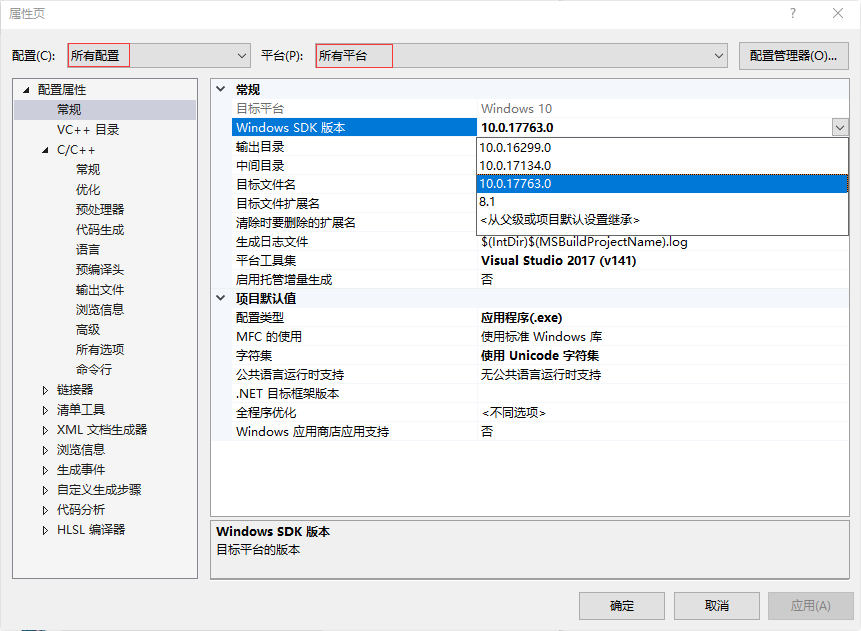 属性页
配置(C):
所有配置
平台(P):
所有平台
配置管理器(O)...
配置属性
常规
VC++ 目录
C/C++
常规
优化
预处理器
代码生成
语言
预编译头
输出文件
浏览信息
高级
所有选项
命令行
链接器
清单工具
XML 文档生成器
浏览信息
生成事件
自定义生成步骤
代码分析
HLSL 编译器
常规
目标平台 Windows 10
Windows SDK 版本 10.0.17763.0
输出目录
中间目录
目标文件名
目标文件扩展名
清除时要删除的扩展名
10.0.16299.0
10.0.17134.0
10.0.17763.0
8.1
<从父级或项目默认设置继承>
生成日志文件 $(IntDir)$(MSBuildProjectName).log
平台工具集 Visual Studio 2017 (v141)
启用托管增量生成 否
项目默认值
配置类型 应用程序(.exe)
MFC 的使用 使用标准 Windows 库
字符集 使用 Unicode 字符集
公共语言运行时支持 无公共语言运行时支持
.NET 目标框架版本
全程序优化 <不同选项>
Windows 应用商店应用支持 否
Windows SDK 版本
目标平台的版本
确定
取消
应用(A)